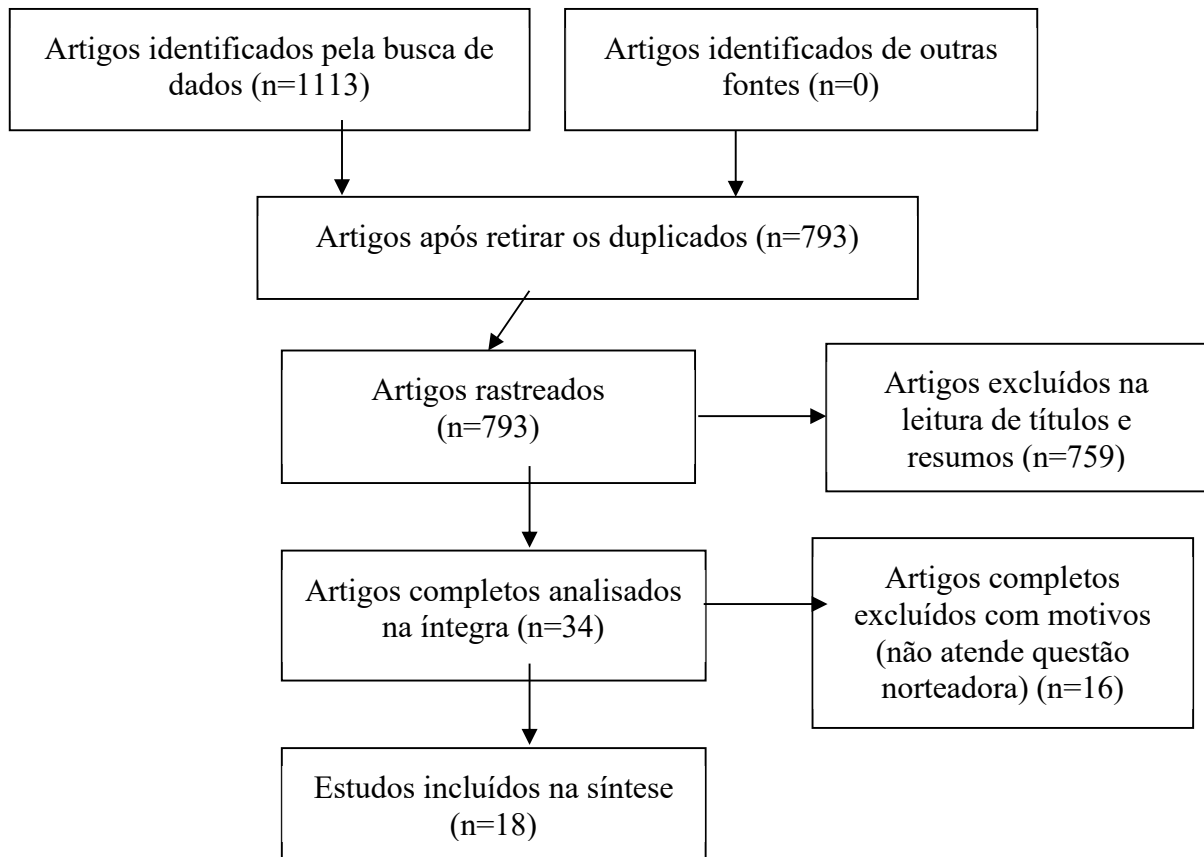 Artigos identificados pela busca de
dados (n=1113)
Artigos identificados de outras
fontes (n=0)
Artigos após retirar os duplicados (n=793)
Artigos rastreados
(n=793)
Artigos excluídos na
leitura de títulos e
resumos (n=759)
Artigos completos analisados
na íntegra (n=34)
Artigos completos
excluídos com motivos
(não atende questão
norteadora) (n=16)
Estudos incluídos na síntese
(n=18)